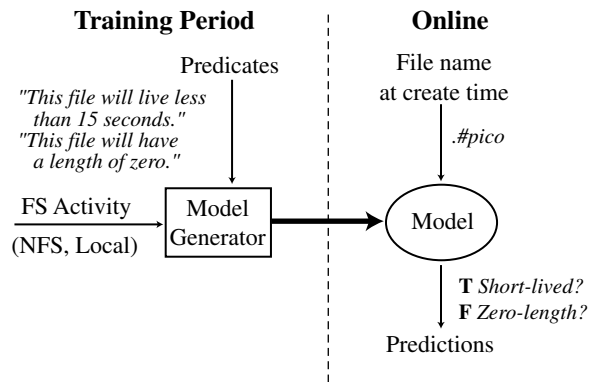 Training Period
Online
Predicates
"This file will live less
than 15 seconds."
"This file will have
a length of zero."
FS Activity
(NFS, Local)
Model
Generator
File name
at create time
.#pico
Model
T Short-lived?
F Zero-length?
Predictions